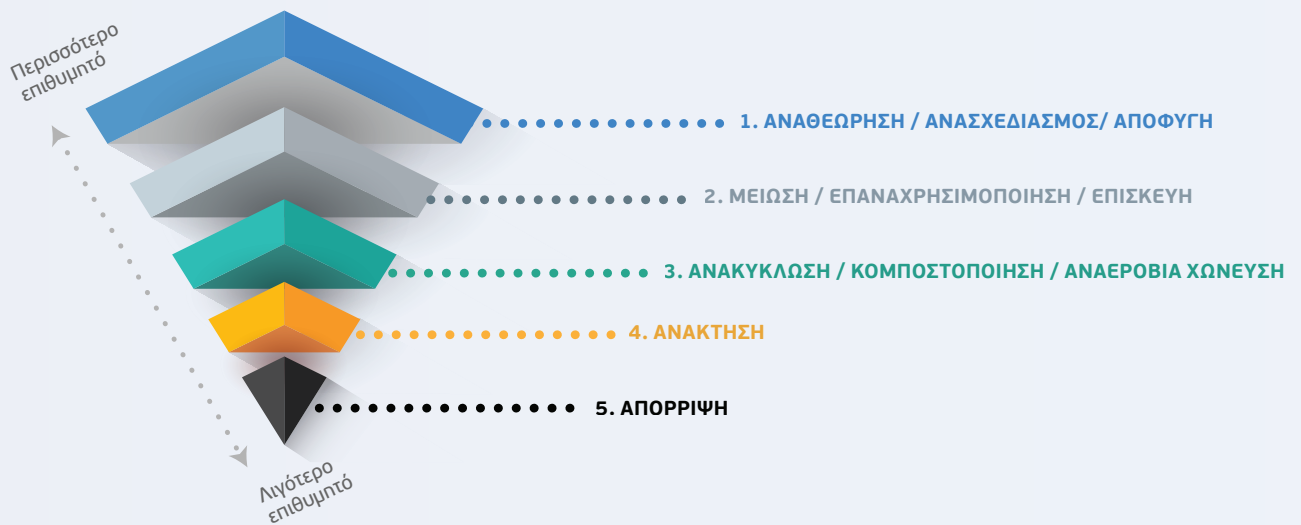 Περισσότερο
επιθυμητό
1. ΑΝΑΘΕΩΡΗΣΗ / ΑΝΑΣΧΕΔΙΑΣΜΟΣ/ ΑΠΟΦΥΓΗ
2. ΜΕΙΩΣΗ / ΕΠΑΝΑΧΡΗΣΙΜΟΠΟΙΗΣΗ / ΕΠΙΣΚΕΥΗ
3. ΑΝΑΚΥΚΛΩΣΗ / ΚΟΜΠΟΣΤΟΠΟΙΗΣΗ / ΑΝΑΕΡΟΒΙΑ ΧΩΝΕΥΣΗ
4. ΑΝΑΚΤΗΣΗ
5. ΑΠΟΡΡΙΨΗ
Λιγότερο
επιθυμητό